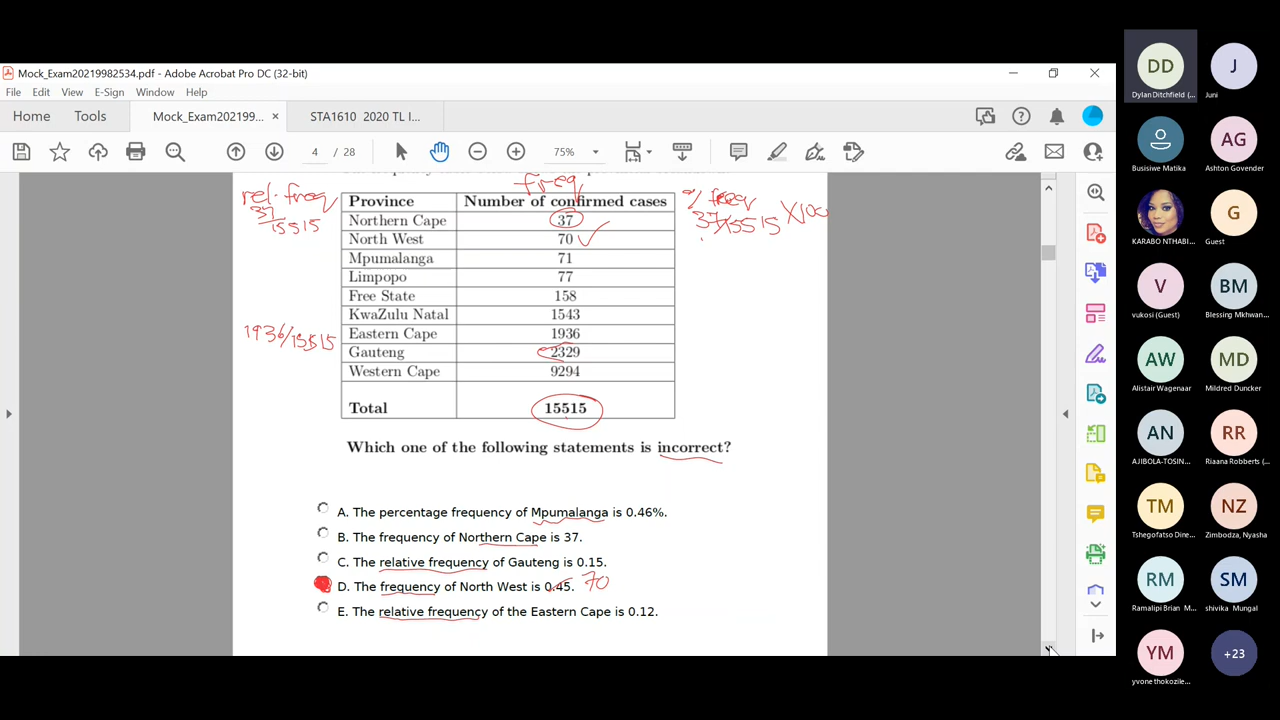 Mock_Exam20219982534.pdf - Adobe Acrobat Pro DC (32-bit)
File Edit View E-Sign Window Help
Home Tools Mock_Exam202199... × STA1610 2020 TL I...
4 / 28 75%
rel. freq
37/15515
freq
% freq
37/15515 X100
Province Number of confirmed cases
Northern Cape 37
North West 70
Mpumalanga 71
Limpopo 77
Free State 158
KwaZulu Natal 1543
Eastern Cape 1936
1936/15515
Gauteng 2329
Western Cape 9294
Total 15515
Which one of the following statements is incorrect?
A. The percentage frequency of Mpumalanga is 0.46%.
B. The frequency of Northern Cape is 37.
C. The relative frequency of Gauteng is 0.15.
D. The frequency of North West is 0.45. 70
E. The relative frequency of the Eastern Cape is 0.12.
DD J
Dylan Ditchfield (... Juni
AG
Busisiwe Matika Ashton Govender
G
KARABO NTHABI... Guest
V BM
vukosi (Guest) Blessing Mkhwan...
AW MD
Alistair Wagenaar Mildred Duncker
AN RR
AJIBOLA-TOSIN... Riaana Robberts (...
TM NZ
Tshegofatso Dire... Zimbodza, Nyasha
RM SM
Ramalipi Brian M... shivika Mungal
YM +23
yvone thokozile...